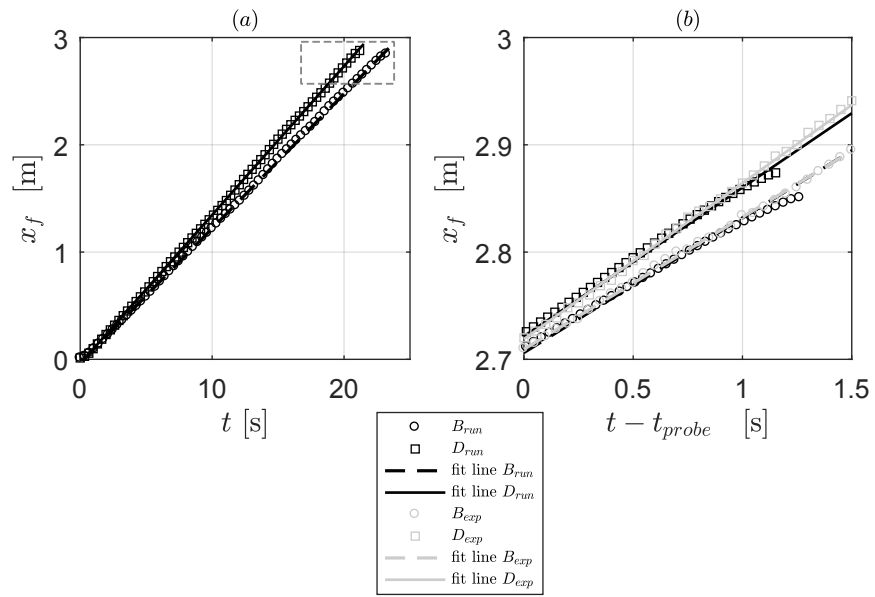 (a)
(b)
3
2
1
0
x_f [m]
0
10
20
t [s]
3
2.9
2.8
2.7
x_f [m]
0
0.5
1
1.5
t − t_probe [s]
B_run
D_run
fit line B_run
fit line D_run
B_exp
D_exp
fit line B_exp
fit line D_exp